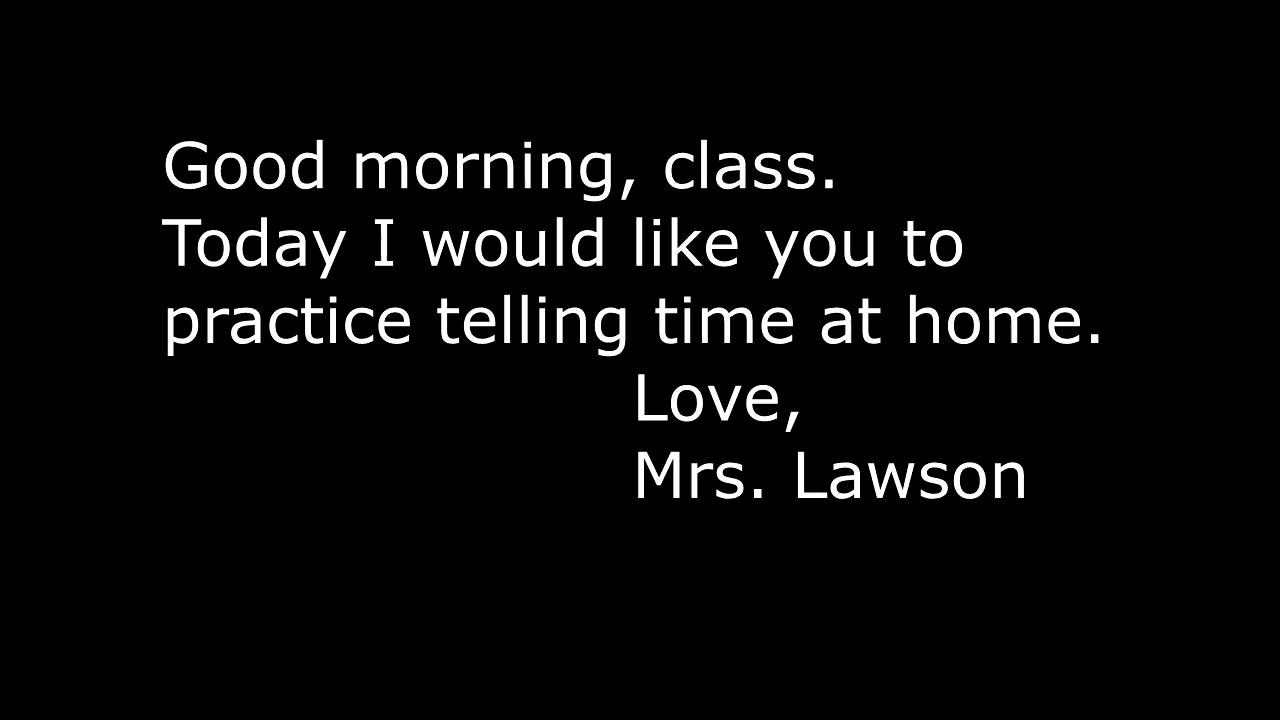 Good morning, class.
Today I would like you to
practice telling time at home.
Love,
Mrs. Lawson